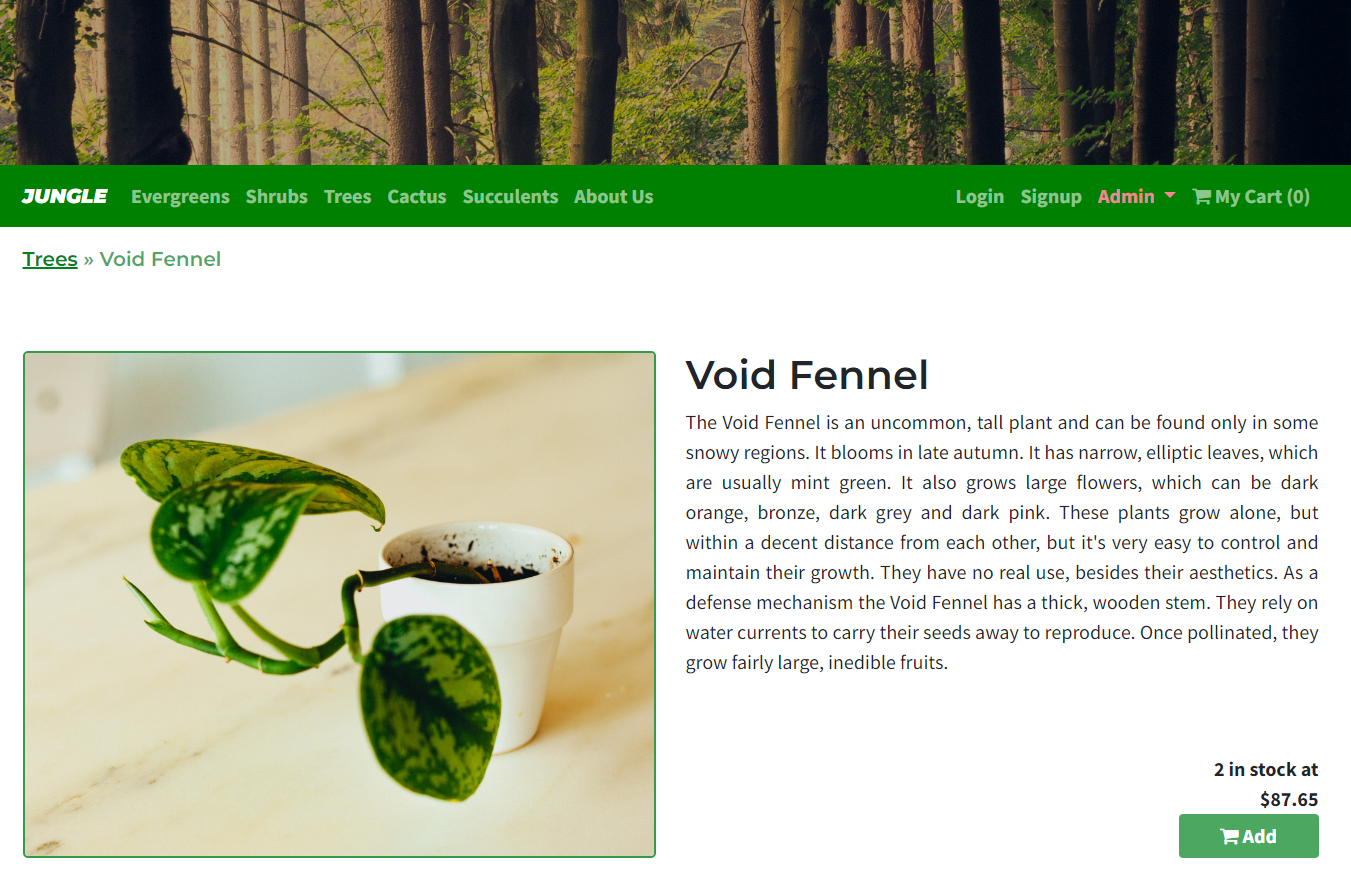 JUNGLE Evergreens Shrubs Trees Cactus Succulents About Us Login Signup Admin My Cart (0)
Trees » Void Fennel
Void Fennel
The Void Fennel is an uncommon, tall plant and can be found only in some
snowy regions. It blooms in late autumn. It has narrow, elliptic leaves, which
are usually mint green. It also grows large flowers, which can be dark
orange, bronze, dark grey and dark pink. These plants grow alone, but
within a decent distance from each other, but it's very easy to control and
maintain their growth. They have no real use, besides their aesthetics. As a
defense mechanism the Void Fennel has a thick, wooden stem. They rely on
water currents to carry their seeds away to reproduce. Once pollinated, they
grow fairly large, inedible fruits.
2 in stock at
$87.65
Add